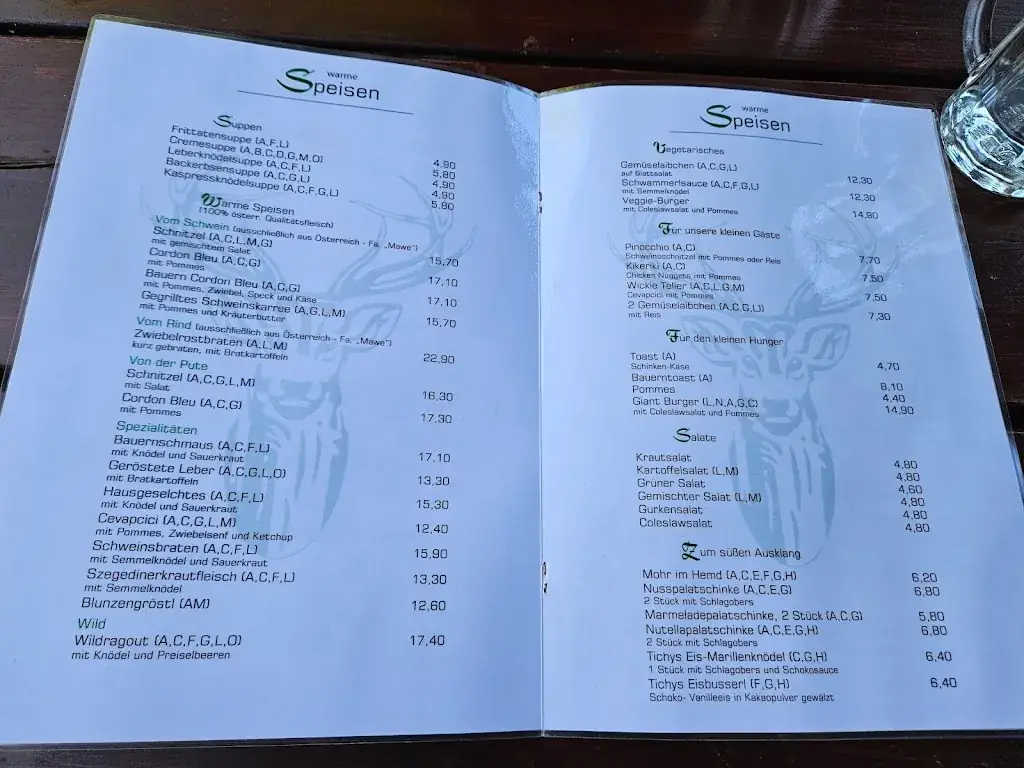 warme
Speisen
Suppen
Frittatensuppe (A,F,L) 4,90
Cremesuppe (A,B,C,D,G,M,O) 5,80
Leberknödelsuppe (A,C,F,L) 4,90
Backerbsensuppe (A,C,G,L) 4,90
Kaspressknödelsuppe (A,C,F,G,L) 5,80
Warme Speisen
(100% österr. Qualitätsfleisch)
Vom Schwein (ausschließlich aus Österreich - Fa. „Mawe")
Schnitzel (A,C,L,M,G) 15,70
mit gemischtem Salat
Cordon Bleu (A,C,G) 17,10
mit Pommes
Bauern Cordon Bleu (A,C,G) 17,10
mit Pommes, Zwiebel, Speck und Käse
Gegrilltes Schweinskarree (A,G,L,M) 15,70
mit Pommes und Kräuterbutter
Vom Rind (ausschließlich aus Österreich - Fa. „Mawe")
Zwiebelrostbraten (A,L,M) 22,90
kurz gebraten, mit Bratkartoffeln
Von der Pute
Schnitzel (A,C,G,L,M) 16,30
mit Salat
Cordon Bleu (A,C,G) 17,30
mit Pommes
Spezialitäten
Bauernschmaus (A,C,F,L) 17,10
mit Knödel und Sauerkraut
Geröstete Leber (A,C,G,L,O) 13,30
mit Bratkartoffeln
Hausgeselchtes (A,C,F,L) 15,30
mit Knödel und Sauerkraut
Cevapcici (A,C,G,L,M) 12,40
mit Pommes, Zwiebelsenf und Ketchup
Schweinsbraten (A,C,F,L) 15,90
mit Semmelknödel und Sauerkraut
Szegedinerkrautfleisch (A,C,F,L) 13,30
mit Semmelknödel
Blunzengröstl (AM) 12,60
Wild
Wildragout (A,C,F,G,L,O) 17,40
mit Knödel und Preiselbeeren
warme
Speisen
Vegetarisches
Gemüselaibchen (A,C,G,L) 12,30
auf Blattsalat
Schwammerlsauce (A,C,F,G,L) 12,30
mit Semmelknödel
Veggie-Burger 14,90
mit Coleslawsalat und Pommes
Für unsere kleinen Gäste
Pinocchio (A,C) 7,70
Schweinsschnitzel mit Pommes oder Reis
Kikeriki (A,C) 7,50
Chicken Nuggets mit Pommes
Wickie Teller (A,C,L,G,M) 7,50
Cevapcici mit Pommes
2 Gemüselaibchen (A,C,G,L) 7,30
mit Reis
Für den kleinen Hunger
Toast (A) 4,70
Schinken-Käse
Bauerntoast (A) 8,10
Pommes 4,40
Giant Burger (L,N,A,G,C) 14,90
mit Coleslawsalat und Pommes
Salate
Krautsalat 4,80
Kartoffelsalat (L,M) 4,80
Grüner Salat 4,60
Gemischter Salat (L,M) 4,80
Gurkensalat 4,80
Coleslawsalat 4,80
Zum süßen Ausklang
Mohr im Hemd (A,C,E,F,G,H) 6,20
Nusspalatschinke (A,C,E,G) 6,80
2 Stück mit Schlagobers
Marmeladepalatschinke, 2 Stück (A,C,G) 5,80
Nutellapalatschinke (A,C,E,G,H) 6,80
2 Stück mit Schlagobers
Tichys Eis-Marillenknödel (C,G,H) 6,40
1 Stück mit Schlagobers und Schokosauce
Tichys Eisbusserl (F,G,H) 6,40
Schoko- Vanilleeis in Kakaopulver gewälzt